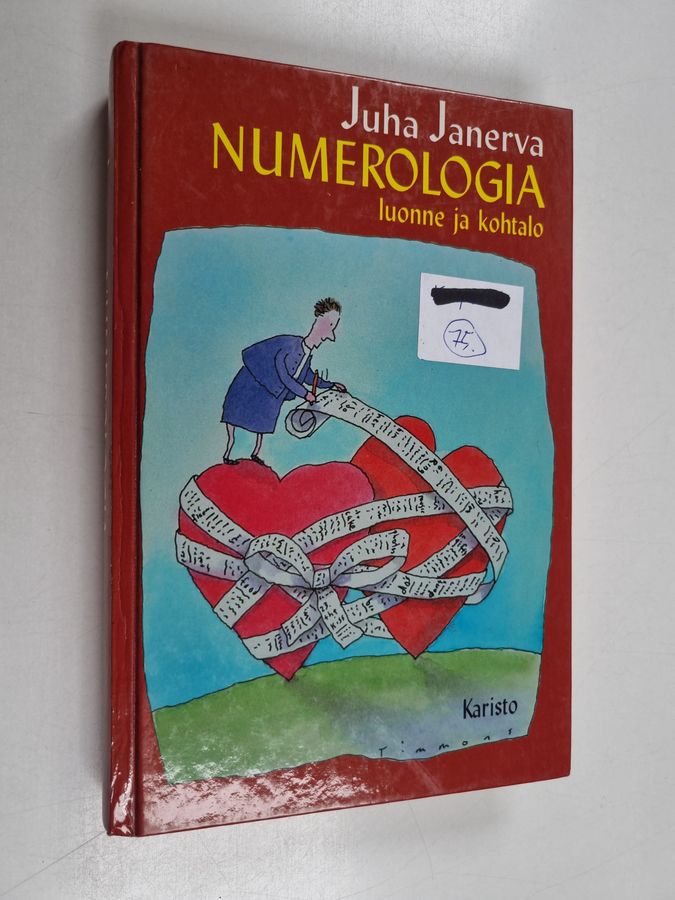 Juha Janerva
NUMEROLOGIA
luonne ja kohtalo
75.
Karisto
Timmons